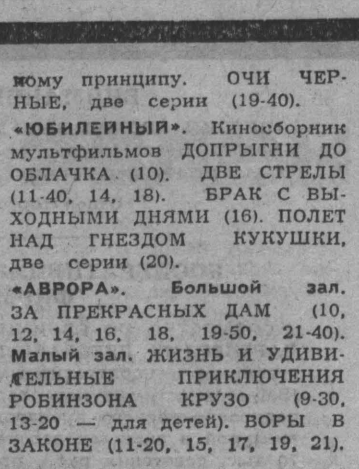 кому принципу. ОЧИ ЧЕР-
НЫЕ, две серии (19-40).
«ЮБИЛЕЙНЫЙ». Киносборник
мультфильмов ДОПРЫГНИ ДО
ОБЛАЧКА (10). ДВЕ СТРЕЛЫ
(11-40, 14, 18). БРАК С ВЫ-
ХОДНЫМИ ДНЯМИ (16). ПОЛЕТ
НАД ГНЕЗДОМ КУКУШКИ,
две серии (20).
«АВРОРА». Большой зал.
ЗА ПРЕКРАСНЫХ ДАМ (10,
12, 14, 16, 18, 19-50, 21-40).
Малый зал. ЖИЗНЬ И УДИВИ-
ТЕЛЬНЫЕ ПРИКЛЮЧЕНИЯ
РОБИНЗОНА КРУЗО (9-30,
13-20 — для детей). ВОРЫ В
ЗАКОНЕ (11-20, 15, 17, 19, 21).